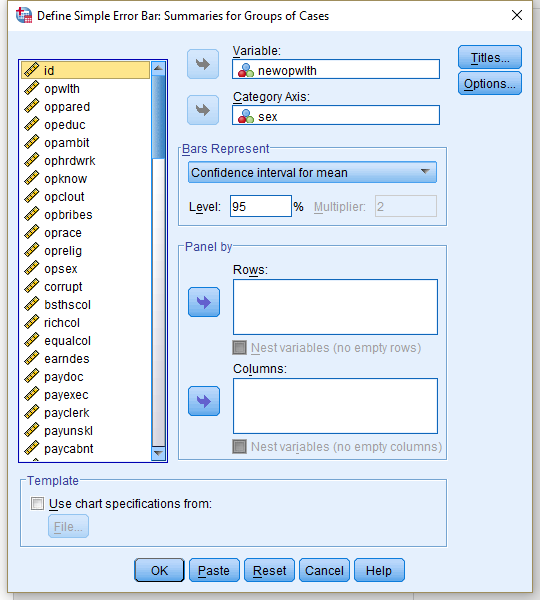 Define Simple Error Bar: Summaries for Groups of Cases
id
opwlth
oppared
opeduc
opambit
ophrdwrk
opknow
opclout
opbribes
oprace
oprelig
opsex
corrupt
bsthscol
richcol
equalcol
earndes
paydoc
payexec
payclerk
payunskl
paycabnt
Variable:
newopwlth
Category Axis:
sex
Titles...
Options...
Bars Represent
Confidence interval for mean
Level: 95 % Multiplier: 2
Panel by
Rows:
Nest variables (no empty rows)
Columns:
Nest variables (no empty columns)
Template
Use chart specifications from:
File...
OK Paste Reset Cancel Help